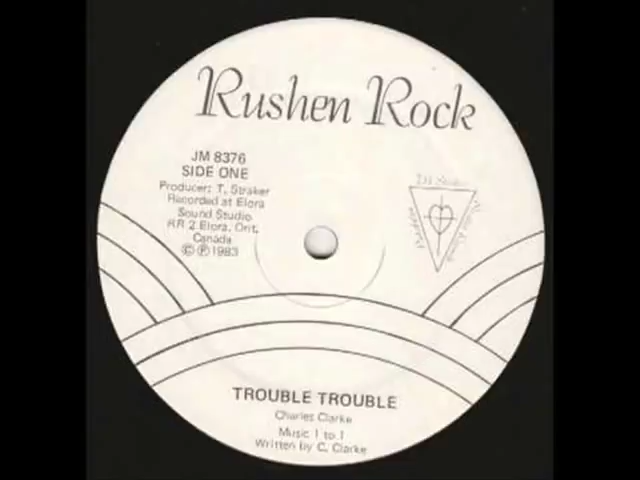 Rushen Rock
JM 8376
SIDE ONE
Producer: T. Straker
Recorded at Elora
Sound Studio
RR 2 Elora, Ont.
Canada
© ℗ 1983
TROUBLE TROUBLE
Charles Clarke
Music 1 to 1
Written by C. Clarke